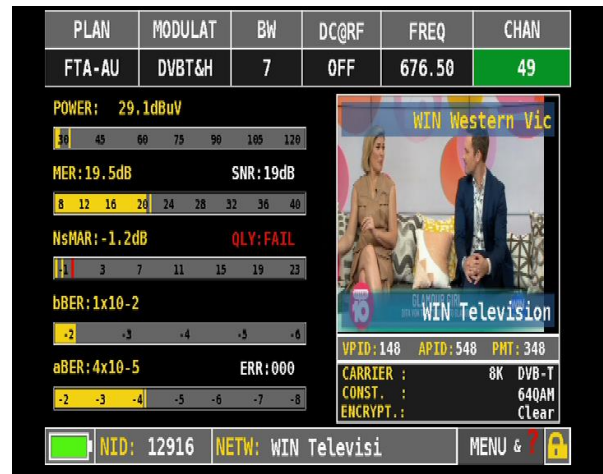 PLAN MODULAT BW DC@RF FREQ CHAN
FTA-AU DVBT&H 7 OFF 676.50 49
POWER: 29.1dBuV
30 45 60 75 90 105 120
MER:19.5dB SNR:19dB
8 12 16 20 24 28 32 36 40
NsMAR:-1.2dB QLY:FAIL
-1 3 7 11 15 19 23
bBER:1x10-2
-2 -3 -4 -5 -6
aBER:4x10-5 ERR:000
-2 -3 -4 -5 -6 -7 -8
WIN Western Vic
10
GLAMOUR GIRL
WIN Television
VPID:148 APID:548 PMT:348
CARRIER : 8K DVB-T
CONST. : 64QAM
ENCRYPT.: Clear
NID: 12916 NETW: WIN Televisi MENU & ?